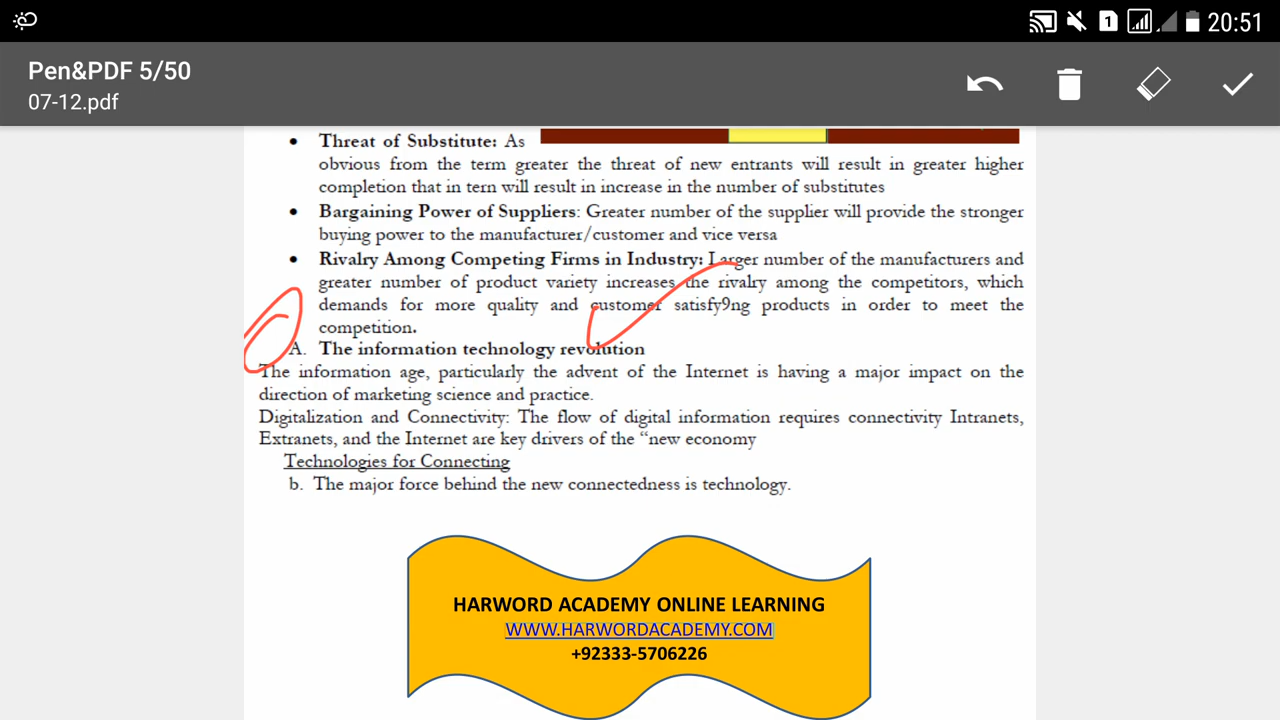 1 20:51
Pen&PDF 5/50
07-12.pdf
• Threat of Substitute: As
obvious from the term greater the threat of new entrants will result in greater higher
completion that in tern will result in increase in the number of substitutes
• Bargaining Power of Suppliers: Greater number of the supplier will provide the stronger
buying power to the manufacturer/customer and vice versa
• Rivalry Among Competing Firms in Industry: Larger number of the manufacturers and
greater number of product variety increases the rivalry among the competitors, which
demands for more quality and customer satisfy9ng products in order to meet the
competition.
A. The information technology revolution
The information age, particularly the advent of the Internet is having a major impact on the
direction of marketing science and practice.
Digitalization and Connectivity: The flow of digital information requires connectivity Intranets,
Extranets, and the Internet are key drivers of the “new economy
Technologies for Connecting
b. The major force behind the new connectedness is technology.
HARWORD ACADEMY ONLINE LEARNING
WWW.HARWORDACADEMY.COM
+92333-5706226